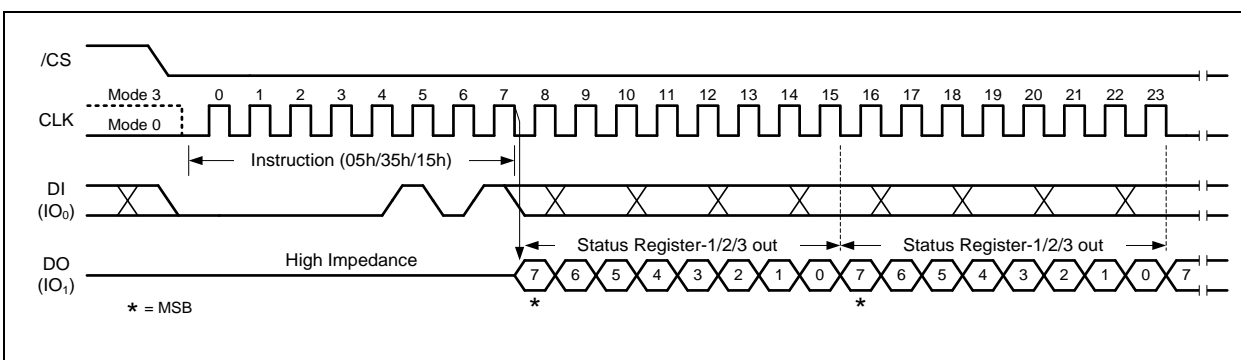 /CS
Mode 3
0 1 2 3 4 5 6 7 8 9 10 11 12 13 14 15 16 17 18 19 20 21 22 23
CLK
Mode 0
Instruction (05h/35h/15h)
DI
(IO₀)
Status Register-1/2/3 out Status Register-1/2/3 out
High Impedance
DO
(IO₁)
7 6 5 4 3 2 1 0 7 6 5 4 3 2 1 0 7
* *
* = MSB